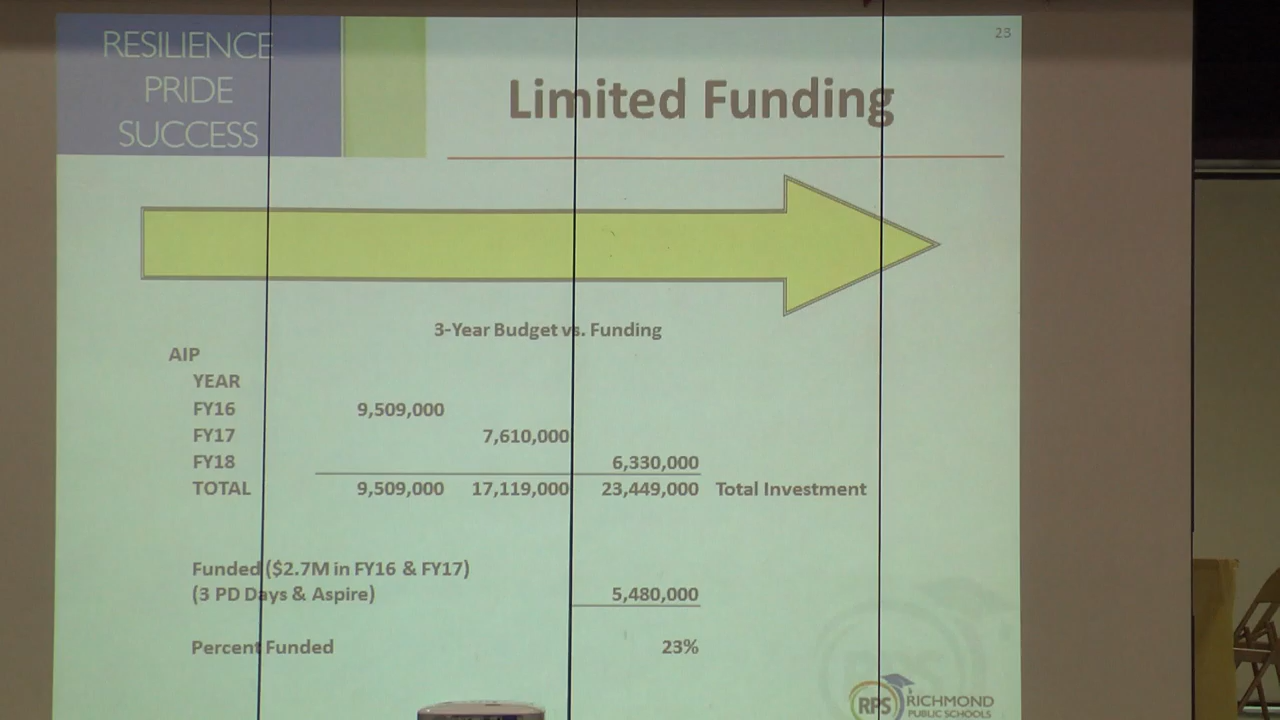 RESILIENCE
PRIDE
SUCCESS
23
Limited Funding
3-Year Budget vs. Funding
AIP
YEAR
FY16 9,509,000
FY17 7,610,000
FY18 6,330,000
TOTAL 9,509,000 17,119,000 23,449,000 Total Investment
Funded ($2.7M in FY16 & FY17)
(3 PD Days & Aspire) 5,480,000
Percent Funded 23%
RPS
RPS RICHMOND
PUBLIC SCHOOLS